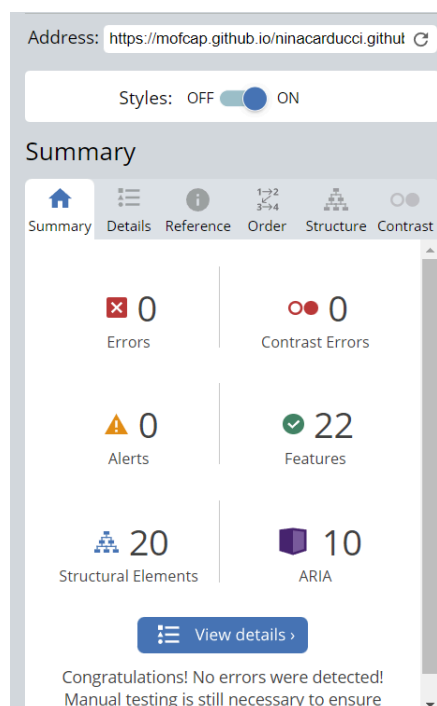 Address: https://mofcap.github.io/ninacarducci.githul
Styles: OFF ON
Summary
1→2
3→4
Summary Details Reference Order Structure Contrast
0 0
Errors Contrast Errors
0 22
Alerts Features
20 10
Structural Elements ARIA
View details ›
Congratulations! No errors were detected!
Manual testing is still necessary to ensure